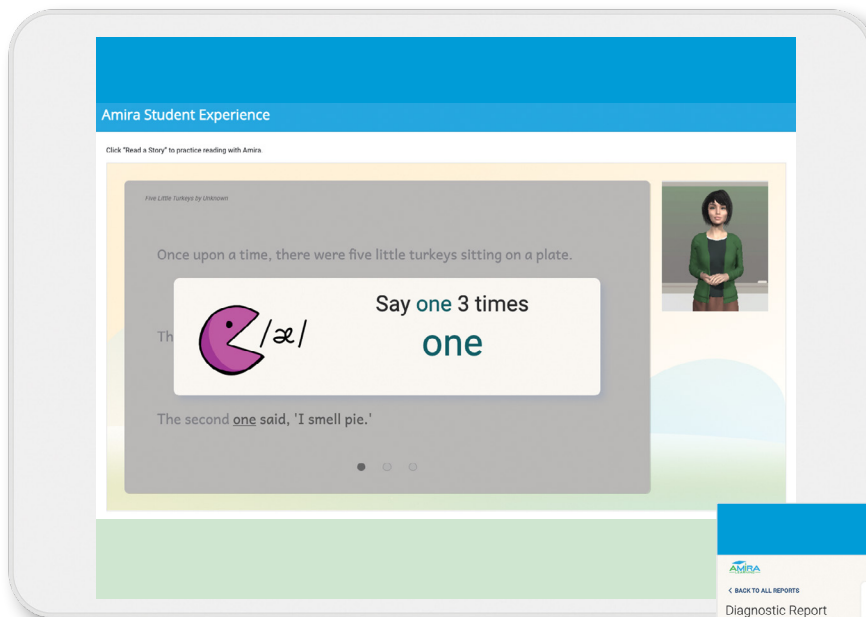 Amira Student Experience
Click "Read a Story" to practice reading with Amira.
Five Little Turkeys by Unknown
Once upon a time, there were five little turkeys sitting on a plate.
Say one 3 times
Th
/æ/
one
The second one said, 'I smell pie.'
AMIRA
< BACK TO ALL REPORTS
Diagnostic Report